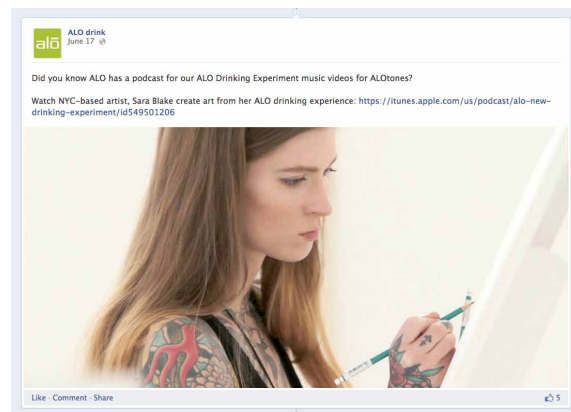 alō
ALO drink
June 17
Did you know ALO has a podcast for our ALO Drinking Experiment music videos for ALOtones?
Watch NYC-based artist, Sara Blake create art from her ALO drinking experience: https://itunes.apple.com/us/podcast/alo-new-
drinking-experiment/id549501206
Like · Comment · Share
5